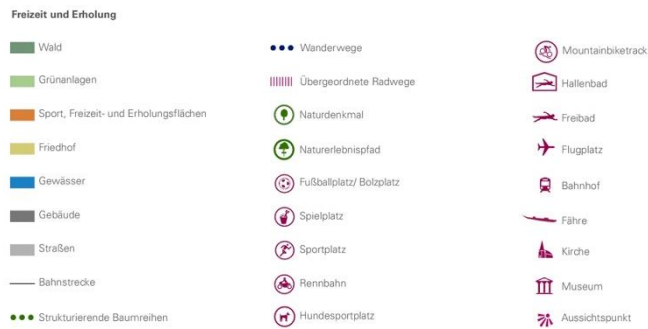 Freizeit und Erholung
Wald
Grünanlagen
Sport, Freizeit- und Erholungsflächen
Friedhof
Gewässer
Gebäude
Straßen
Bahnstrecke
Strukturierende Baumreihen
Wanderwege
Übergeordnete Radwege
Naturdenkmal
Naturerlebnispfad
Fußballplatz/ Bolzplatz
Spielplatz
Sportplatz
Rennbahn
Hundesportplatz
Mountainbiketrack
Hallenbad
Freibad
Flugplatz
Bahnhof
Fähre
Kirche
Museum
Aussichtspunkt